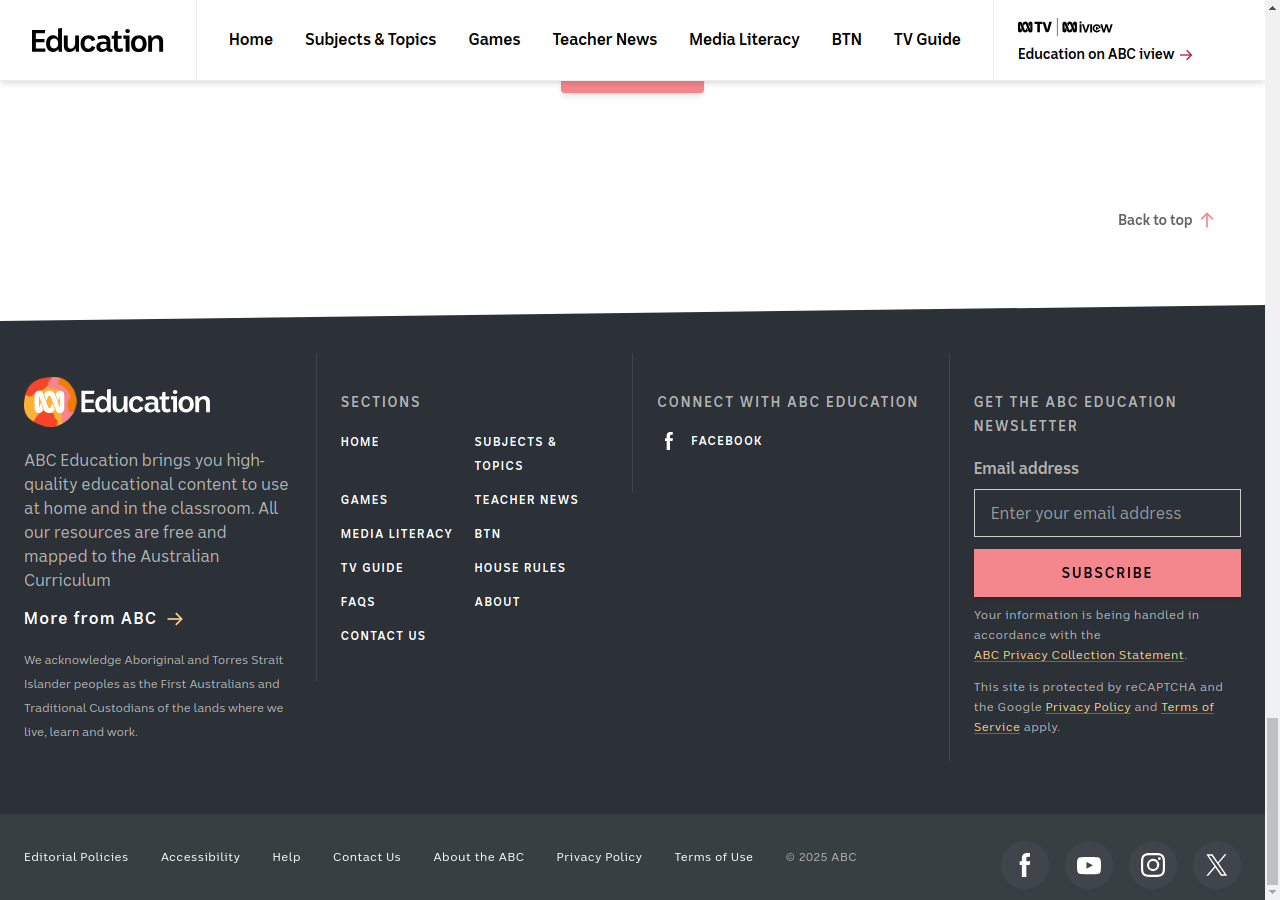 Education
Home
Subjects & Topics
Games
Teacher News
Media Literacy
BTN
TV Guide
TV
iview
Education on ABC iview
Back to top
Education
ABC Education brings you high-
quality educational content to use
at home and in the classroom. All
our resources are free and
mapped to the Australian
Curriculum
More from ABC
We acknowledge Aboriginal and Torres Strait
Islander peoples as the First Australians and
Traditional Custodians of the lands where we
live, learn and work.
SECTIONS
HOME
SUBJECTS &
TOPICS
GAMES
TEACHER NEWS
MEDIA LITERACY
BTN
TV GUIDE
HOUSE RULES
FAQS
ABOUT
CONTACT US
CONNECT WITH ABC EDUCATION
FACEBOOK
GET THE ABC EDUCATION
NEWSLETTER
Email address
Enter your email address
SUBSCRIBE
Your information is being handled in
accordance with the
ABC Privacy Collection Statement.
This site is protected by reCAPTCHA and
the Google Privacy Policy and Terms of
Service apply.
Editorial Policies
Accessibility
Help
Contact Us
About the ABC
Privacy Policy
Terms of Use
© 2025 ABC